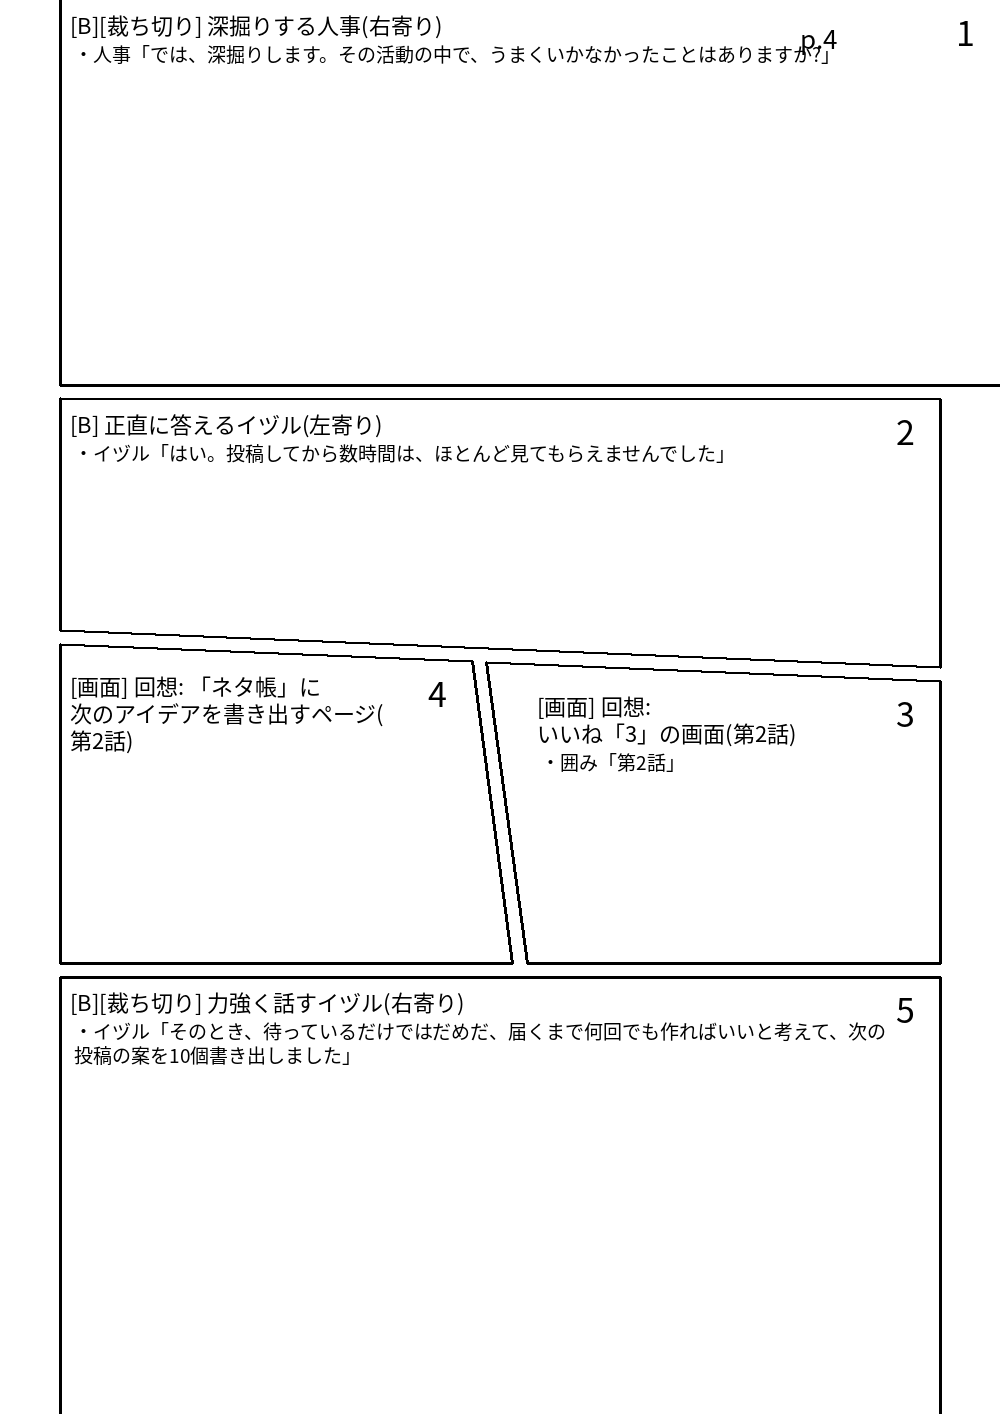 [B][裁ち切り] 深掘りする人事(右寄り)
・人事「では、深掘りします。その活動の中で、うまくいかなかったことはありますか?」
p.4
1
[B] 正直に答えるイヅル(左寄り)
・イヅル「はい。投稿してから数時間は、ほとんど見てもらえませんでした」
2
[画面] 回想:
いいね「3」の画面(第2話)
・囲み「第2話」
3
[画面] 回想: 「ネタ帳」に
次のアイデアを書き出すページ(
第2話)
4
[B][裁ち切り] 力強く話すイヅル(右寄り)
・イヅル「そのとき、待っているだけではだめだ、届くまで何回でも作ればいいと考えて、次の
投稿の案を10個書き出しました」
5